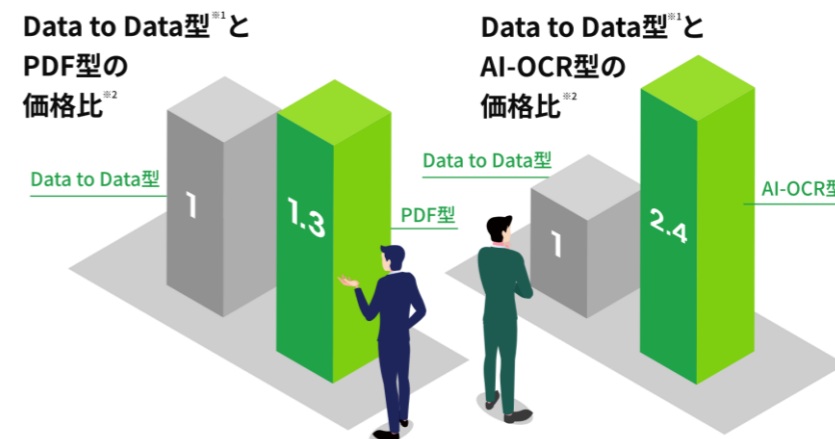 Data to Data型※1と
PDF型の
価格比※2
Data to Data型
1
1.3
PDF型
Data to Data型※1と
AI-OCR型の
価格比※2
Data to Data型
1
2.4
AI-OCR型